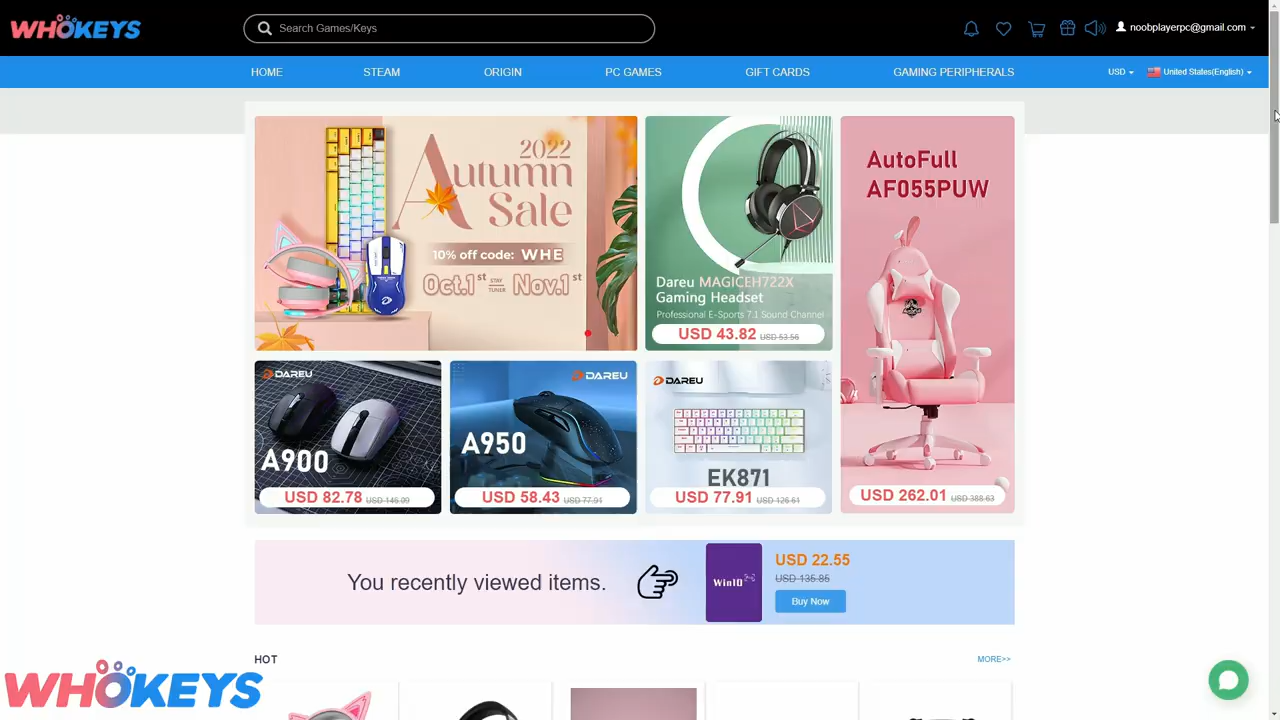 WHOKEYS
Search Games/Keys
noobplayerpc@gmail.com
HOME
STEAM
ORIGIN
PC GAMES
GIFT CARDS
GAMING PERIPHERALS
USD
United States(English)
2022
Autumn
Sale
10% off code: WHE
Oct.1st STAY TUNER Nov.1st
Dareu MAGICEH722X
Gaming Headset
Professional E-Sports 7.1 Sound Channel
USD 43.82 USD 53.56
AutoFull
AF055PUW
USD 262.01 USD 388.63
DAREU
A900
USD 82.78 USD 146.09
DAREU
A950
USD 58.43 USD 77.91
DAREU
EK871
USD 77.91 USD 126.61
You recently viewed items.
Win10
USD 22.55
USD 135.85
Buy Now
HOT
MORE>>
WHOKEYS